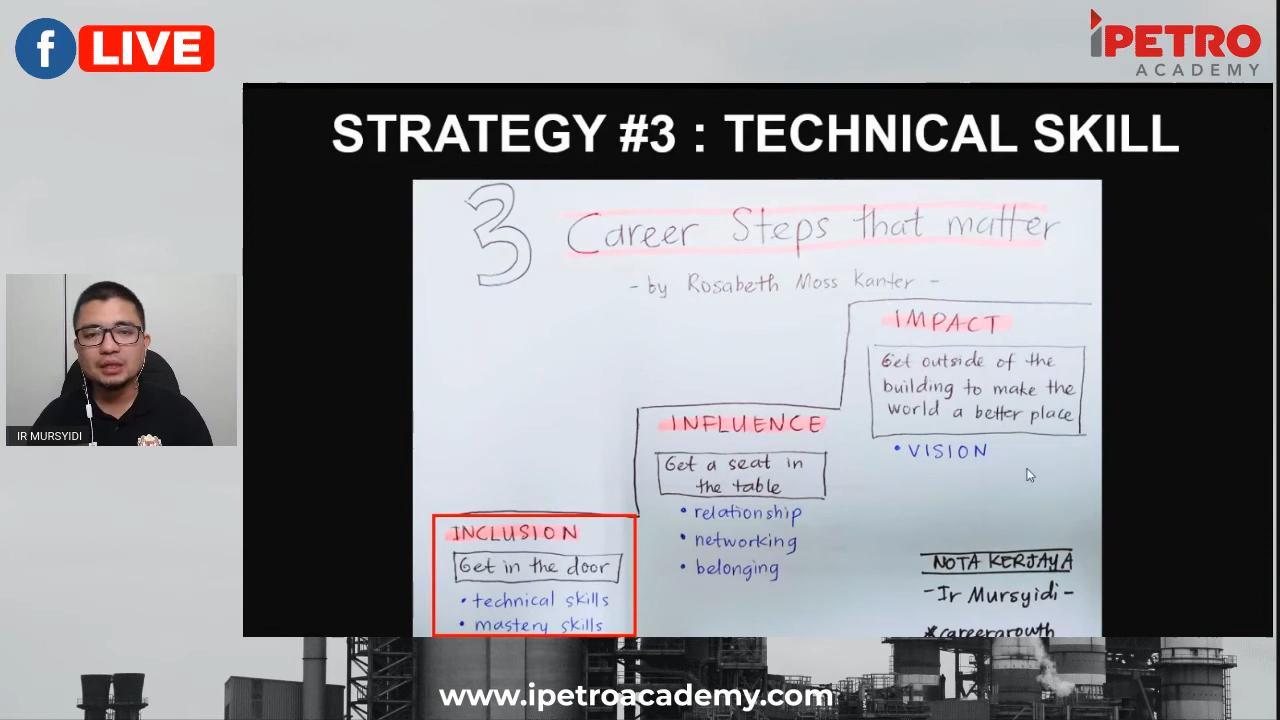 f LIVE
iPETRO
ACADEMY
STRATEGY #3 : TECHNICAL SKILL
3 Career Steps that matter
- by Rosabeth Moss Kanter -
IMPACT
Get outside of the
building to make the
world a better place
• VISION
INFLUENCE
Get a seat in
the table
• relationship
• networking
• belonging
INCLUSION
Get in the door
• technical skills
• mastery skills
NOTA KERJAYA
- Ir Mursyidi -
*careergrowth
IR MURSYIDI
www.ipetroacademy.com